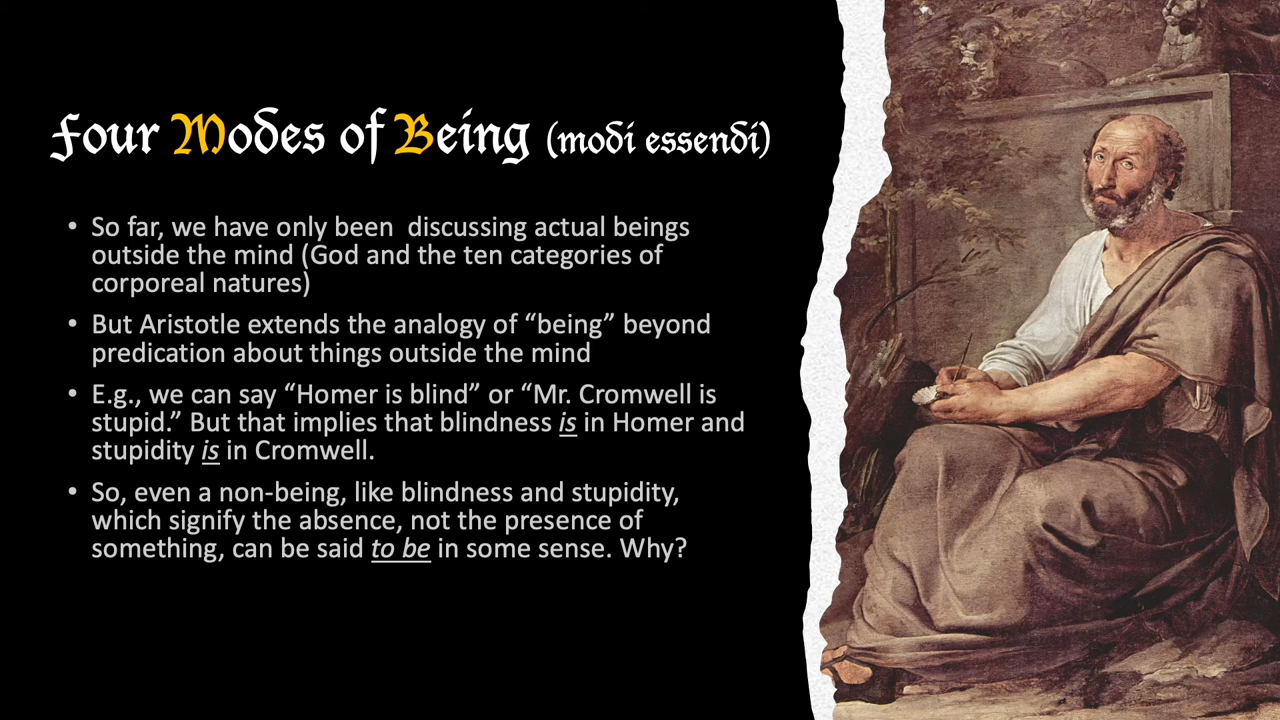 Four Modes of Being (modi essendi)
• So far, we have only been  discussing actual beings
outside the mind (God and the ten categories of
corporeal natures)
• But Aristotle extends the analogy of “being” beyond
predication about things outside the mind
• E.g., we can say “Homer is blind” or “Mr. Cromwell is
stupid.” But that implies that blindness is in Homer and
stupidity is in Cromwell.
• So, even a non-being, like blindness and stupidity,
which signify the absence, not the presence of
something, can be said to be in some sense. Why?